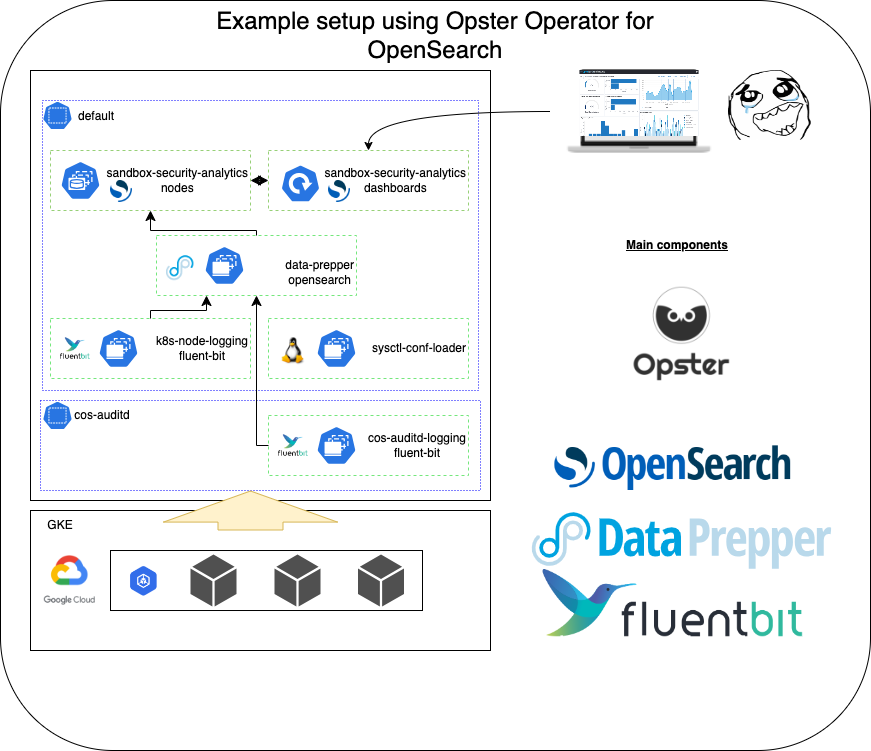 Example setup using Opster Operator for
OpenSearch
default
sandbox-security-analytics
nodes
sandbox-security-analytics
dashboards
data-prepper
opensearch
fluentbit
k8s-node-logging
fluent-bit
sysctl-conf-loader
cos-auditd
fluentbit
cos-auditd-logging
fluent-bit
GKE
Google Cloud
Main components
Opster
OpenSearch
Data Prepper
fluentbit